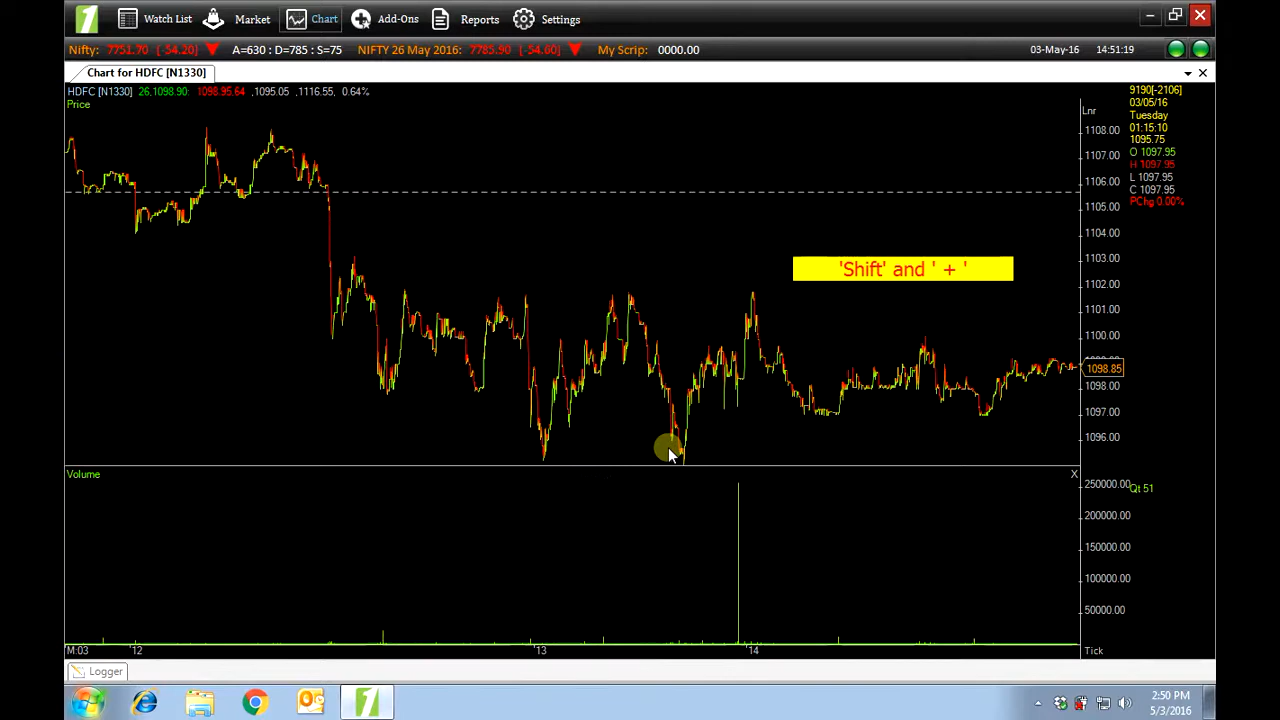 Watch List Market Chart Add-Ons Reports Settings
Nifty: 7751.70 [-54.20] A=630 : D=785 : S=75 NIFTY 26 May 2016: 7785.90 [-54.60] My Scrip: 0000.00 03-May-16 14:51:19
Chart for HDFC [N1330]
HDFC [N1330] 26,1098.90: 1098.95,64 ,1095.05 ,1116.55, 0.64%
Price
Lnr
9190[-2106]
03/05/16
Tuesday
01:15:10
1095.75
O 1097.95
H 1097.95
L 1097.95
C 1097.95
PChg 0.00%
1108.00
1107.00
1106.00
1105.00
1104.00
1103.00
1102.00
1101.00
1100.00
1098.85
1098.00
1097.00
1096.00
'Shift' and ' + '
Volume X
250000.00 Qt 51
200000.00
150000.00
100000.00
50000.00
M:03 '12 '13 '14 Tick
Logger
2:50 PM
5/3/2016